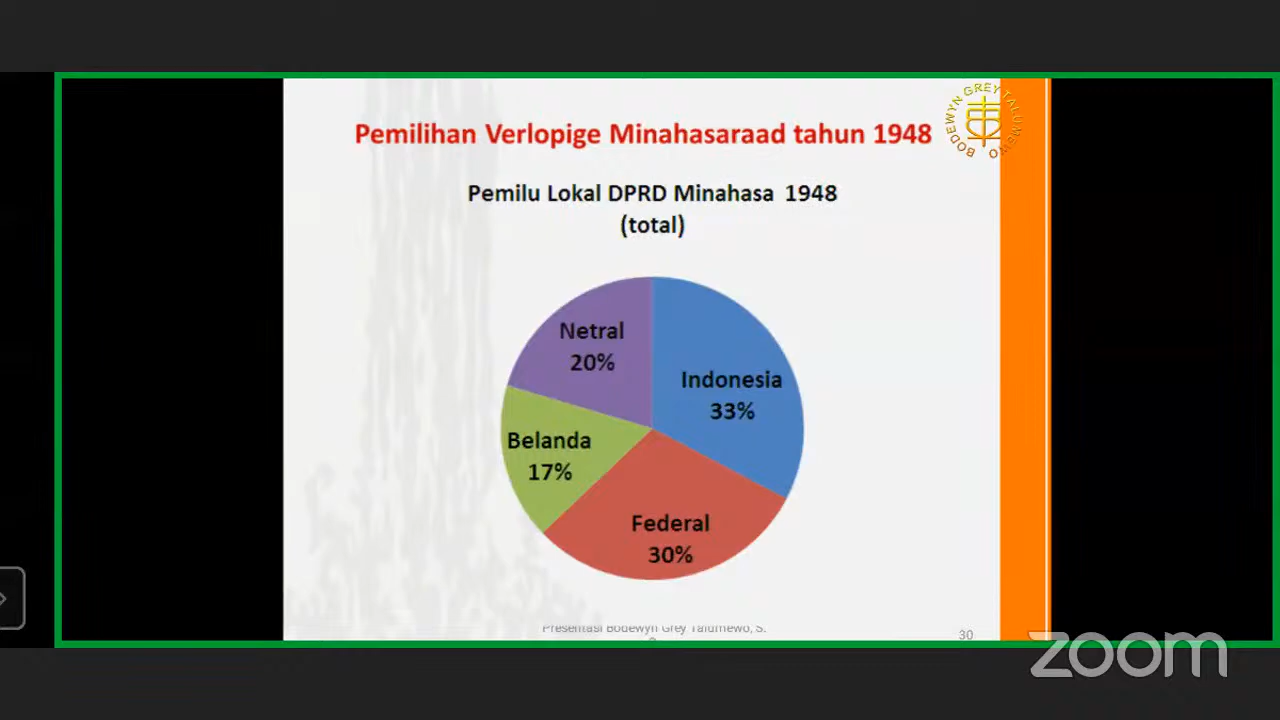 BODEWYN GREY TALUMEWO
Pemilihan Verlopige Minahasaraad tahun 1948
Pemilu Lokal DPRD Minahasa 1948
(total)
Netral
20%
Indonesia
33%
Belanda
17%
Federal
30%
Presentasi Bodewyn Grey Talumewo, S.
30
zoom